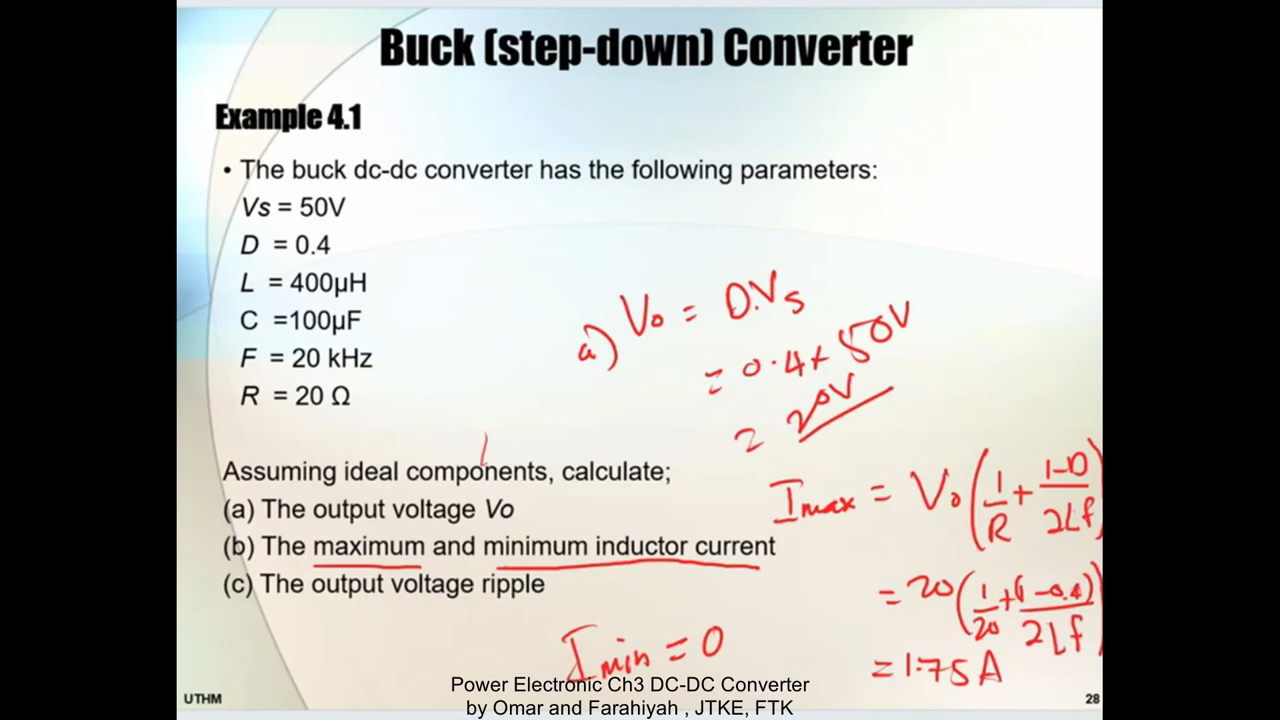 Buck (step-down) Converter
Example 4.1
• The buck dc-dc converter has the following parameters:
Vs = 50V
D = 0.4
L = 400µH
C =100µF
F = 20 kHz
R = 20 Ω
a) Vo = D.Vs
= 0.4 x 50V
= 20V
Assuming ideal components, calculate;
(a) The output voltage Vo
(b) The maximum and minimum inductor current
(c) The output voltage ripple
Imax = Vo (1/R + 1-D/2Lf)
= 20 (1/20 + (1-0.4)/2Lf)
= 1.75 A
Imin = 0
Power Electronic Ch3 DC-DC Converter
by Omar and Farahiyah , JTKE, FTK
UTHM
28